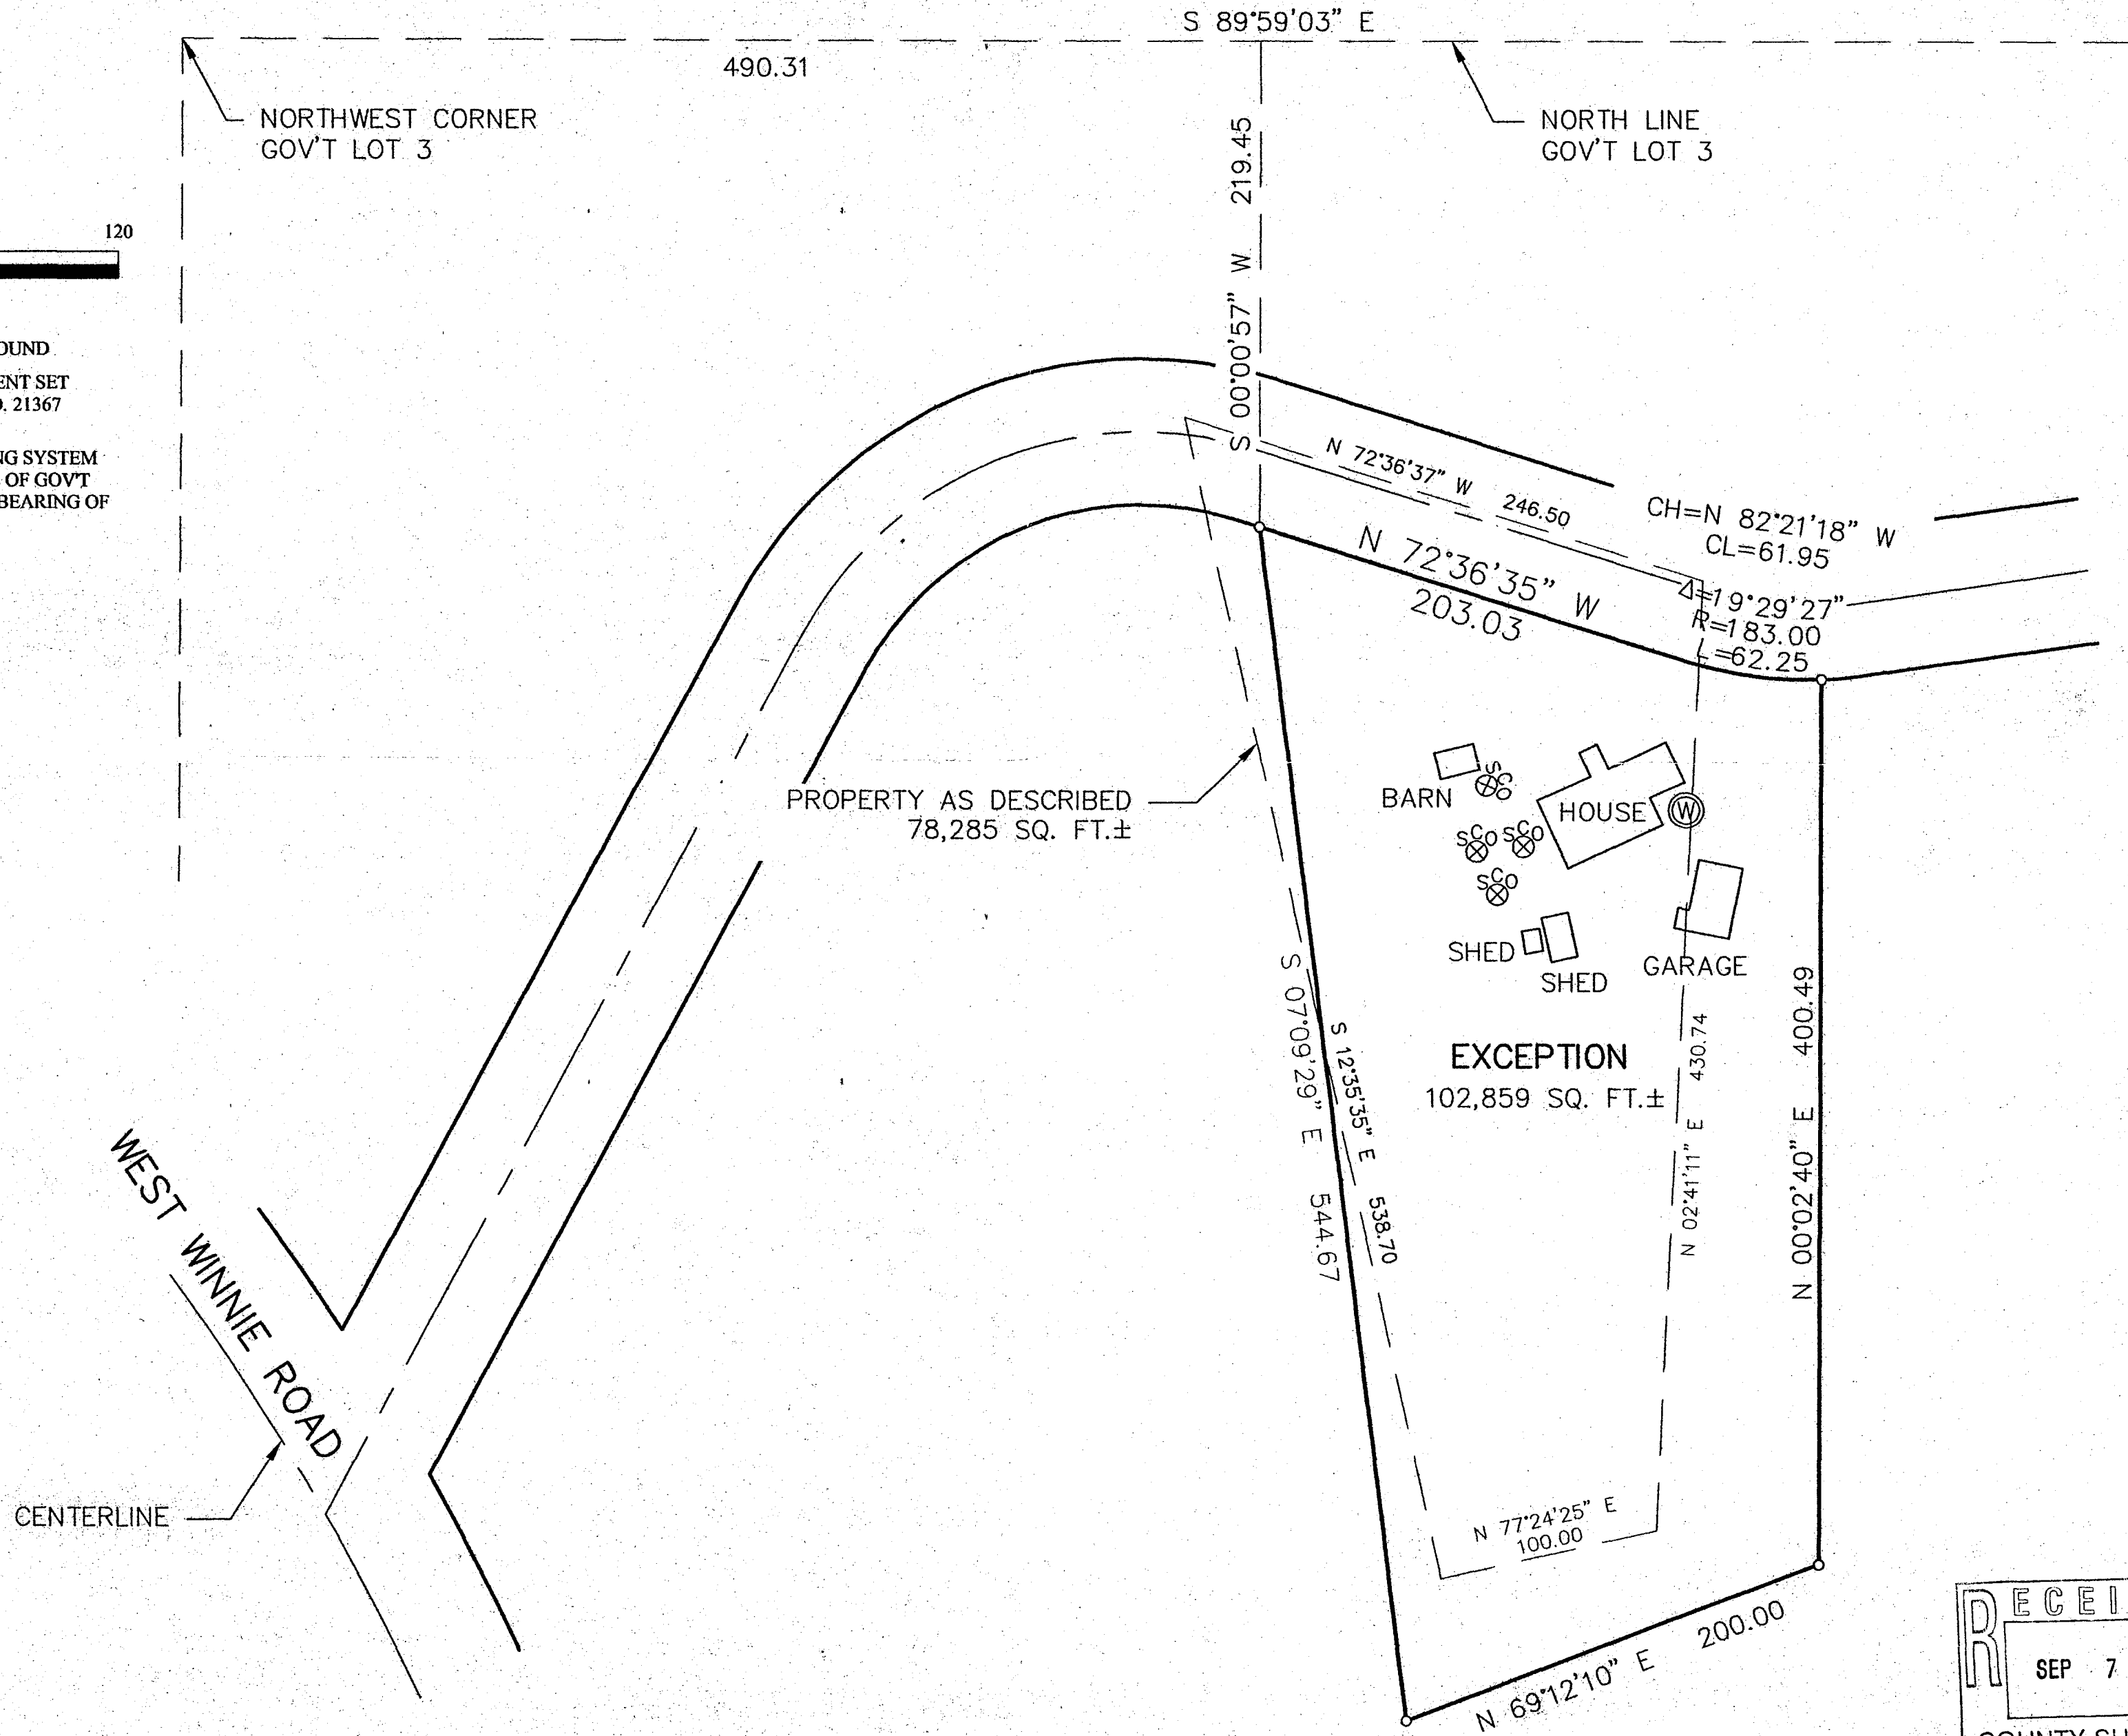 S 89°59'03" E
490.31
NORTHWEST CORNER
GOV'T LOT 3
NORTH LINE
GOV'T LOT 3
S 00°00'57" W 219.45
120
OUND
ENT SET
21367
NG SYSTEM
OF GOV'T
BEARING OF
N 72°36'37" W 246.50
CH=N 82°21'18" W
CL=61.95
N 72°36'35" W
203.03
Δ=19°29'27"
R=183.00
L=62.25
PROPERTY AS DESCRIBED
78,285 SQ. FT.±
BARN
SCO
HOUSE
W
SCO
SCO
SCO
SHED
SHED
GARAGE
S 07°09'29" E 544.67
S 12°35'35" E 538.70
EXCEPTION
102,859 SQ. FT.±
N 02°41'11" E 430.74
N 00°02'40" E 400.49
WEST WINNIE ROAD
CENTERLINE
N 77°24'25" E
100.00
N 69°12'10" E 200.00
RECEI
SEP 7